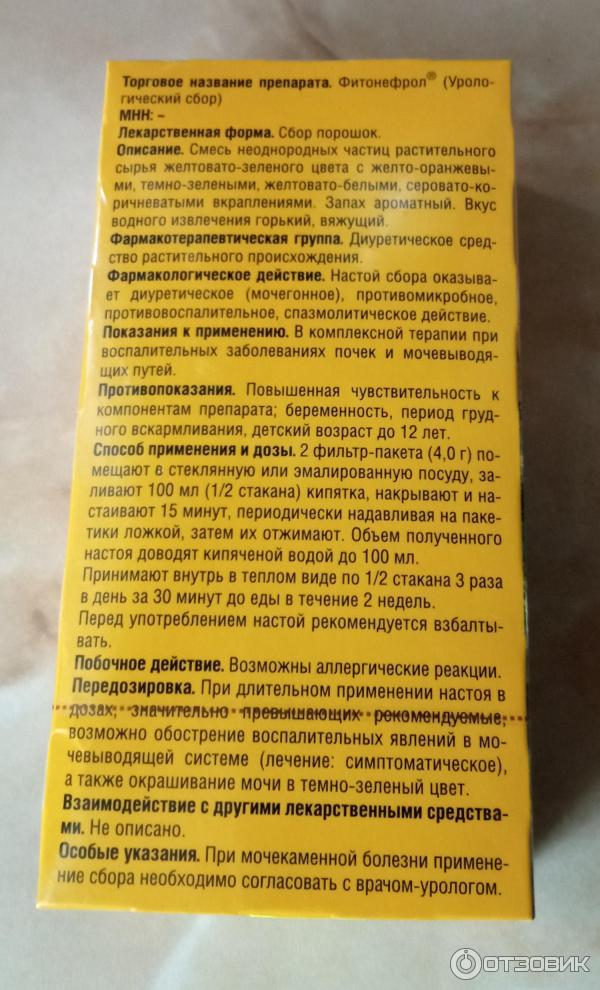 Торговое название препарата. Фитонефрол® (Уроло-
гический сбор)
МНН: –
Лекарственная форма. Сбор порошок.
Описание. Смесь неоднородных частиц растительного
сырья желтовато-зеленого цвета с желто-оранжевы-
ми, темно-зелеными, желтовато-белыми, серовато-ко-
ричневатыми вкраплениями. Запах ароматный. Вкус
водного извлечения горький, вяжущий.
Фармакотерапевтическая группа. Диуретическое сред-
ство растительного происхождения.
Фармакологическое действие. Настой сбора оказыва-
ет диуретическое (мочегонное), противомикробное,
противовоспалительное, спазмолитическое действие.
Показания к применению. В комплексной терапии при
воспалительных заболеваниях почек и мочевыводя-
щих путей.
Противопоказания. Повышенная чувствительность к
компонентам препарата; беременность, период груд-
ного вскармливания, детский возраст до 12 лет.
Способ применения и дозы. 2 фильтр-пакета (4,0 г) по-
мещают в стеклянную или эмалированную посуду, за-
ливают 100 мл (1/2 стакана) кипятка, накрывают и на-
стаивают 15 минут, периодически надавливая на паке-
тики ложкой, затем их отжимают. Объем полученного
настоя доводят кипяченой водой до 100 мл.
Принимают внутрь в теплом виде по 1/2 стакана 3 раза
в день за 30 минут до еды в течение 2 недель.
Перед употреблением настой рекомендуется взбалты-
вать.
Побочное действие. Возможны аллергические реакции.
Передозировка. При длительном применении настоя в
дозах, значительно превышающих рекомендуемые,
возможно обострение воспалительных явлений в мо-
чевыводящей системе (лечение: симптоматическое),
а также окрашивание мочи в темно-зеленый цвет.
Взаимодействие с другими лекарственными средства-
ми. Не описано.
Особые указания. При мочекаменной болезни примене-
ние сбора необходимо согласовать с врачом-урологом.
ОТЗОВИК